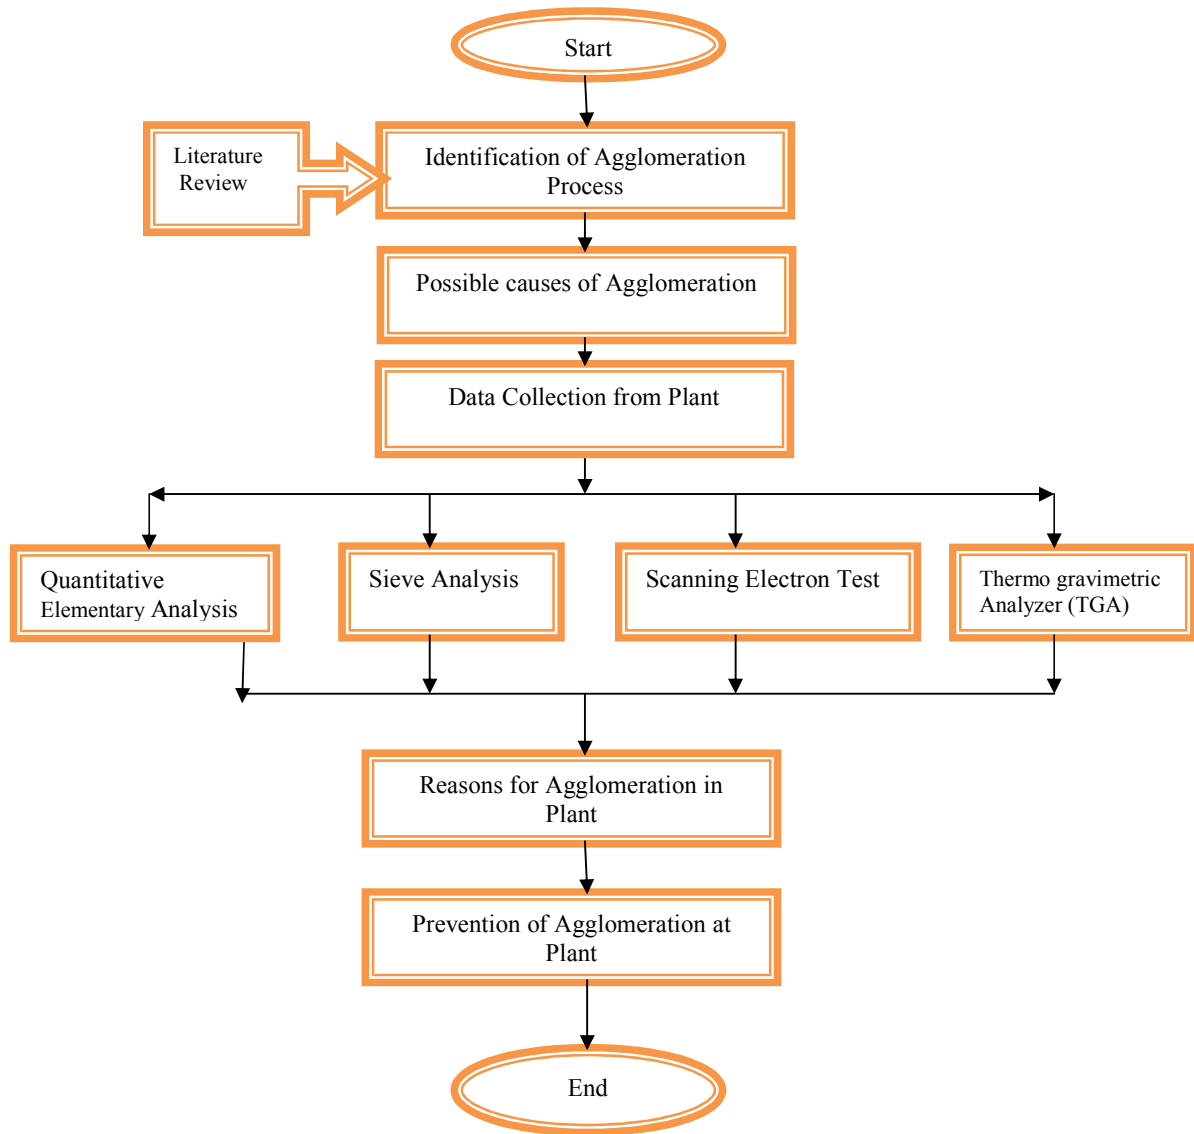 Start
Literature
Review
Identification of Agglomeration
Process
Possible causes of Agglomeration
Data Collection from Plant
Quantitative
Elementary Analysis
Sieve Analysis
Scanning Electron Test
Thermo gravimetric
Analyzer (TGA)
Reasons for Agglomeration in
Plant
Prevention of Agglomeration at
Plant
End